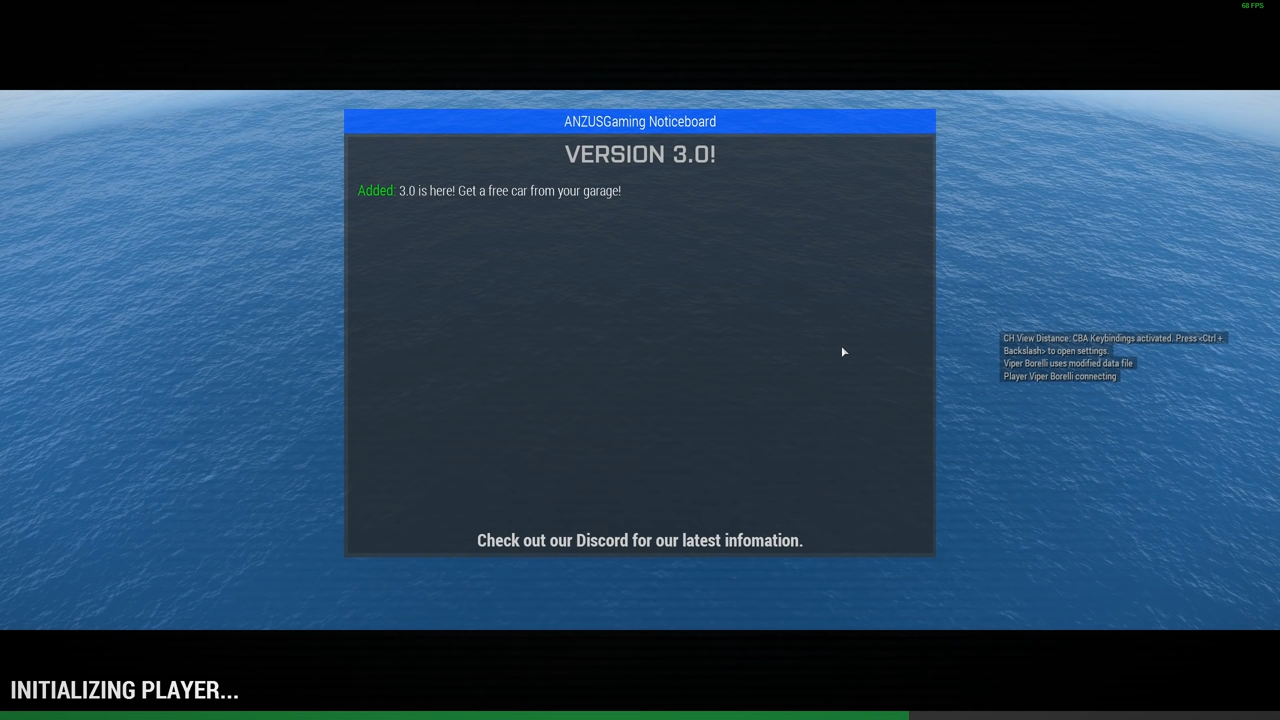 68 FPS
ANZUSGaming Noticeboard
VERSION 3.0!
Added: 3.0 is here! Get a free car from your garage!
CH View Distance: CBA Keybindings activated. Press <Ctrl +
Backslash> to open settings.
Viper Borelli uses modified data file
Player Viper Borelli connecting
Check out our Discord for our latest infomation.
INITIALIZING PLAYER...